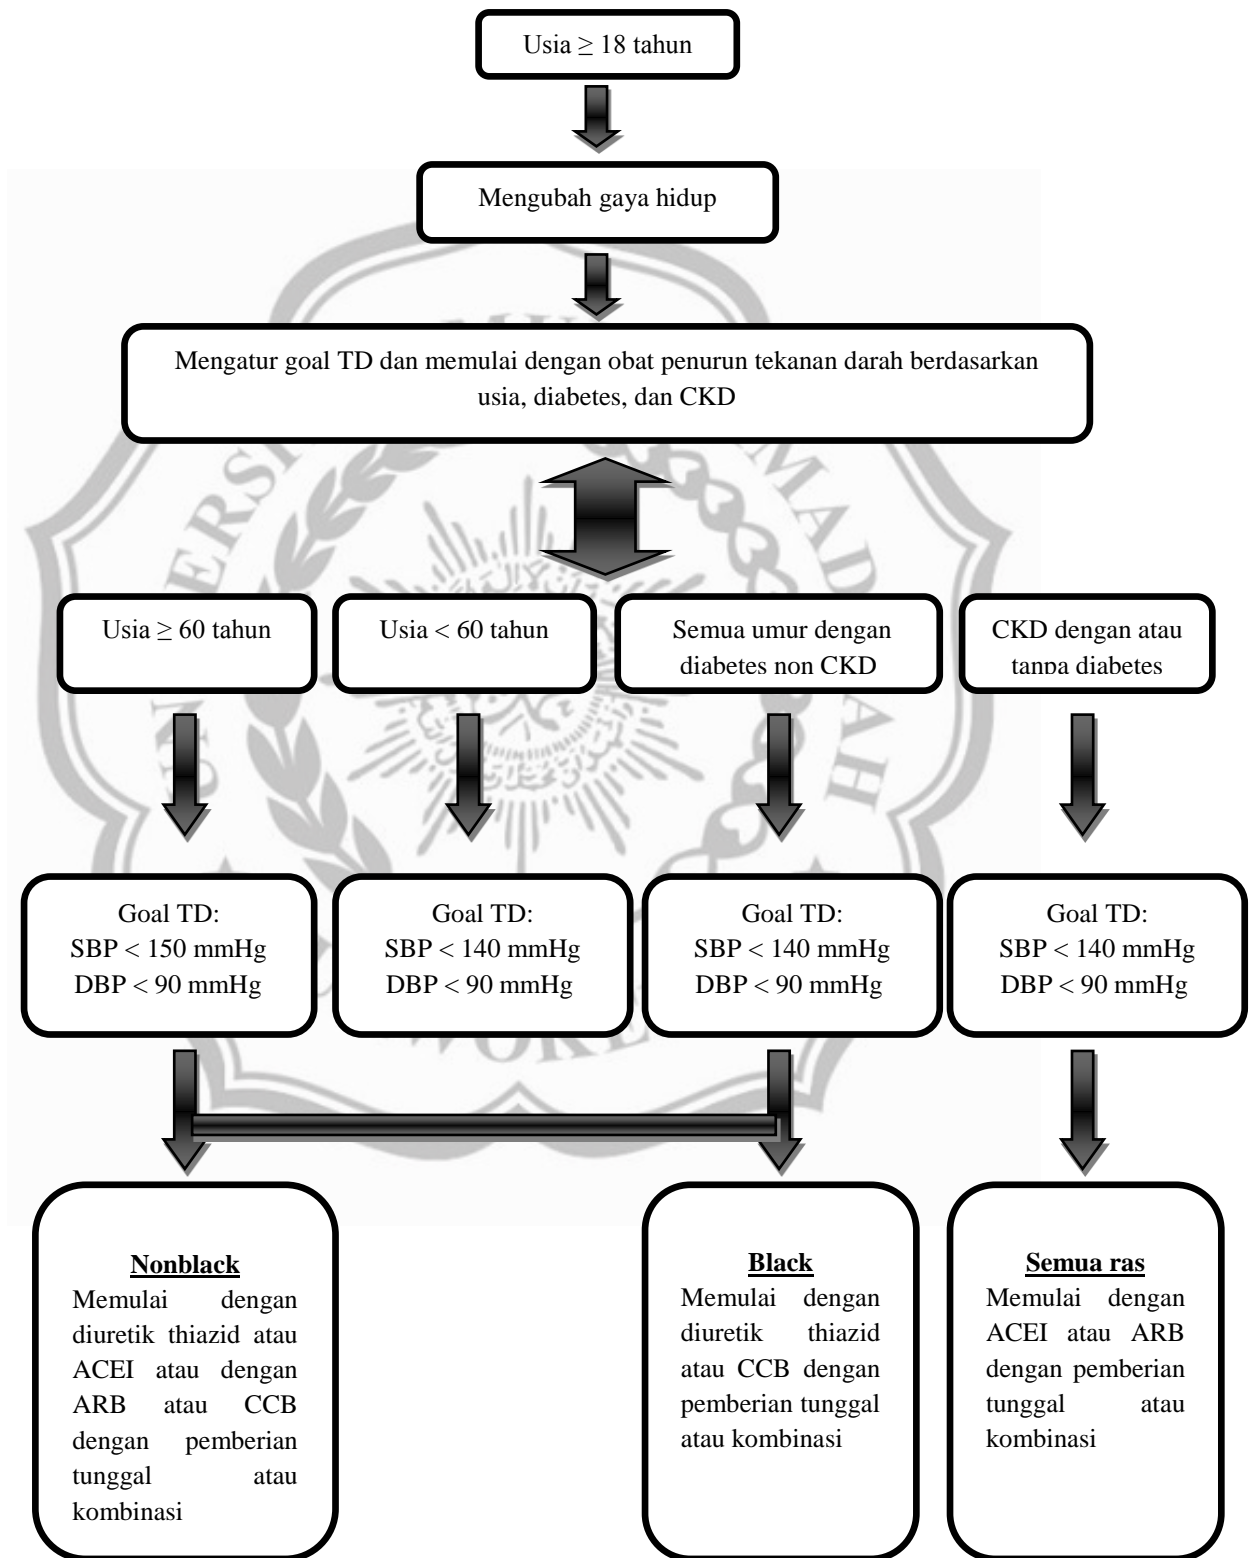 Usia ≥ 18 tahun
Mengubah gaya hidup
Mengatur goal TD dan memulai dengan obat penurun tekanan darah berdasarkan
usia, diabetes, dan CKD
Usia ≥ 60 tahun
Usia < 60 tahun
Semua umur dengan
diabetes non CKD
CKD dengan atau
tanpa diabetes
Goal TD:
SBP < 150 mmHg
DBP < 90 mmHg
Goal TD:
SBP < 140 mmHg
DBP < 90 mmHg
Goal TD:
SBP < 140 mmHg
DBP < 90 mmHg
Goal TD:
SBP < 140 mmHg
DBP < 90 mmHg
Nonblack
Memulai dengan
diuretik thiazid atau
ACEI atau dengan
ARB atau CCB
dengan pemberian
tunggal atau
kombinasi
Black
Memulai dengan
diuretik thiazid
atau CCB dengan
pemberian tunggal
atau kombinasi
Semua ras
Memulai dengan
ACEI atau ARB
dengan pemberian
tunggal atau
kombinasi